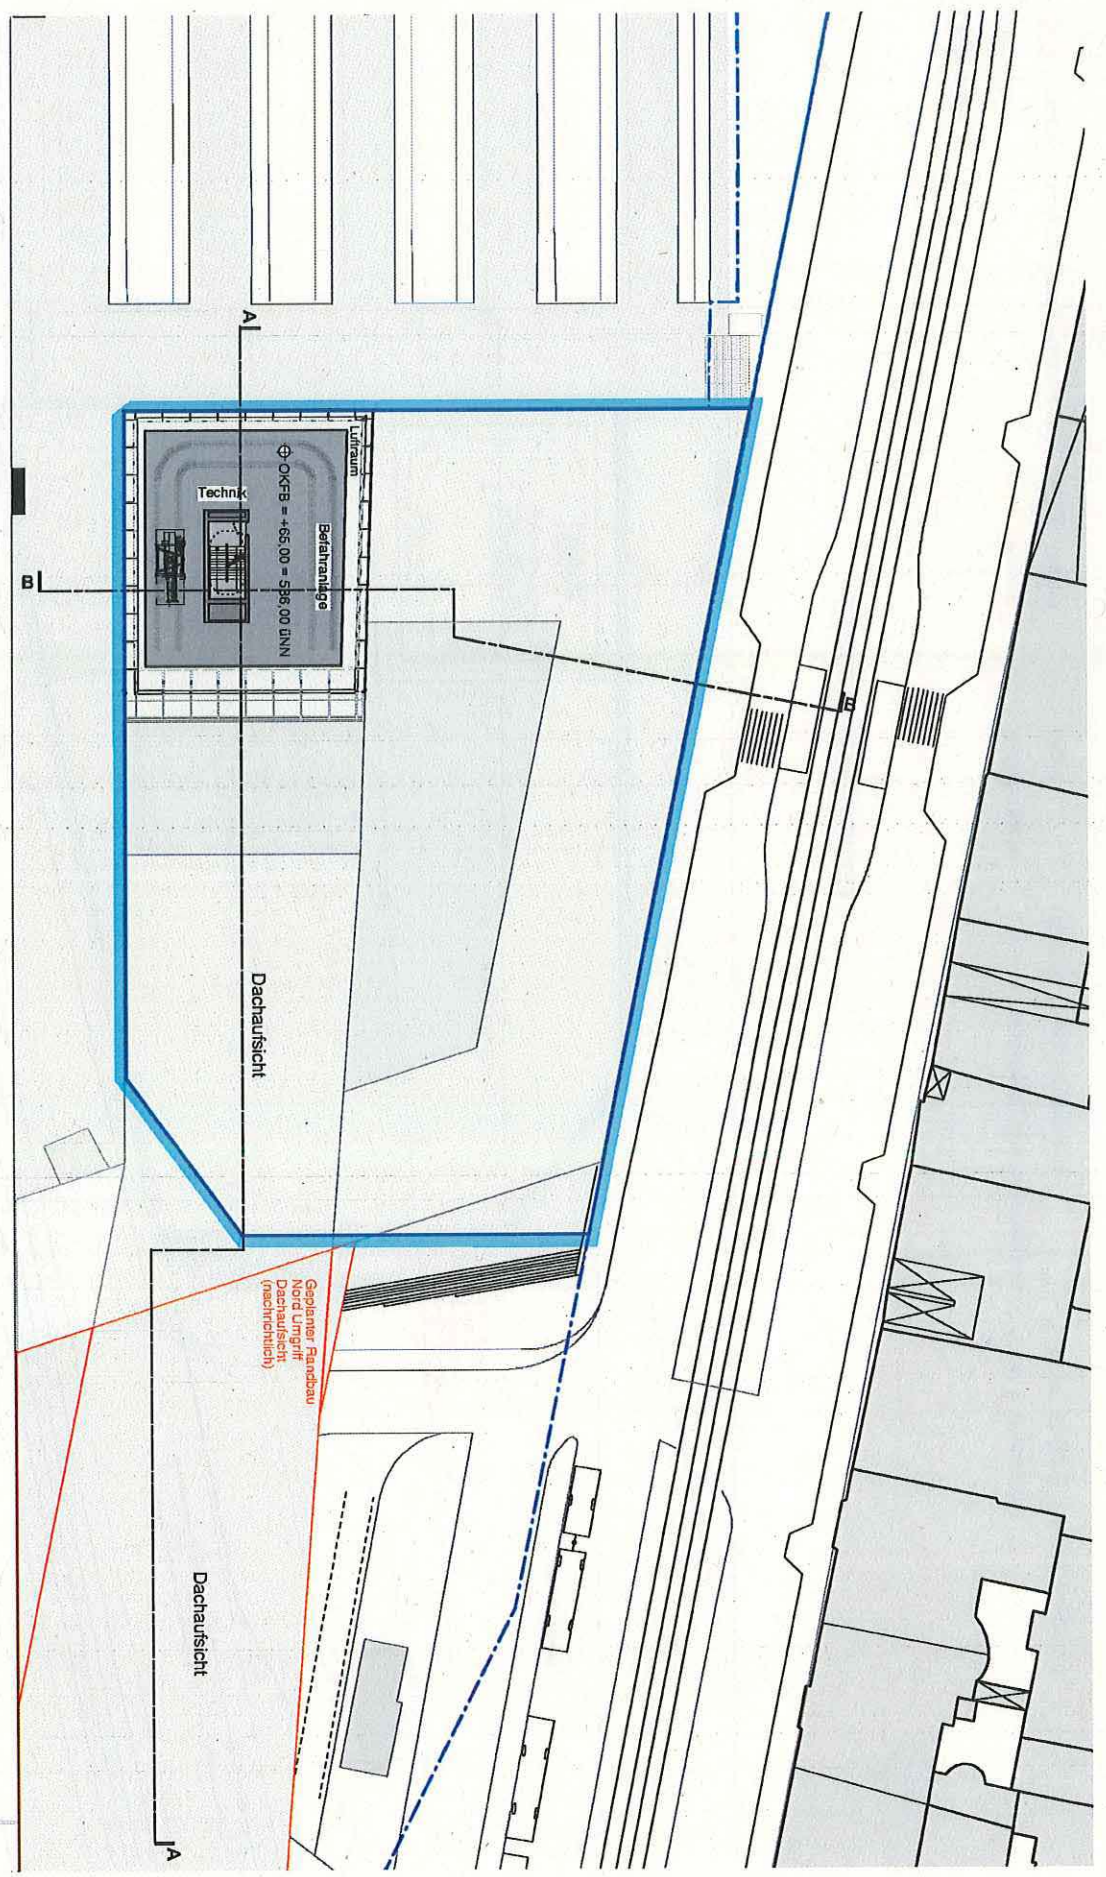 A
Luftraum
OKFB = +65,00 = 586,00 üNN
Befahranlage
Technik
B
B
Dachaufsicht
Geplanter Randbau
Nord Umgriff
Dachaufsicht
(nachrichtlich)
Dachaufsicht
A